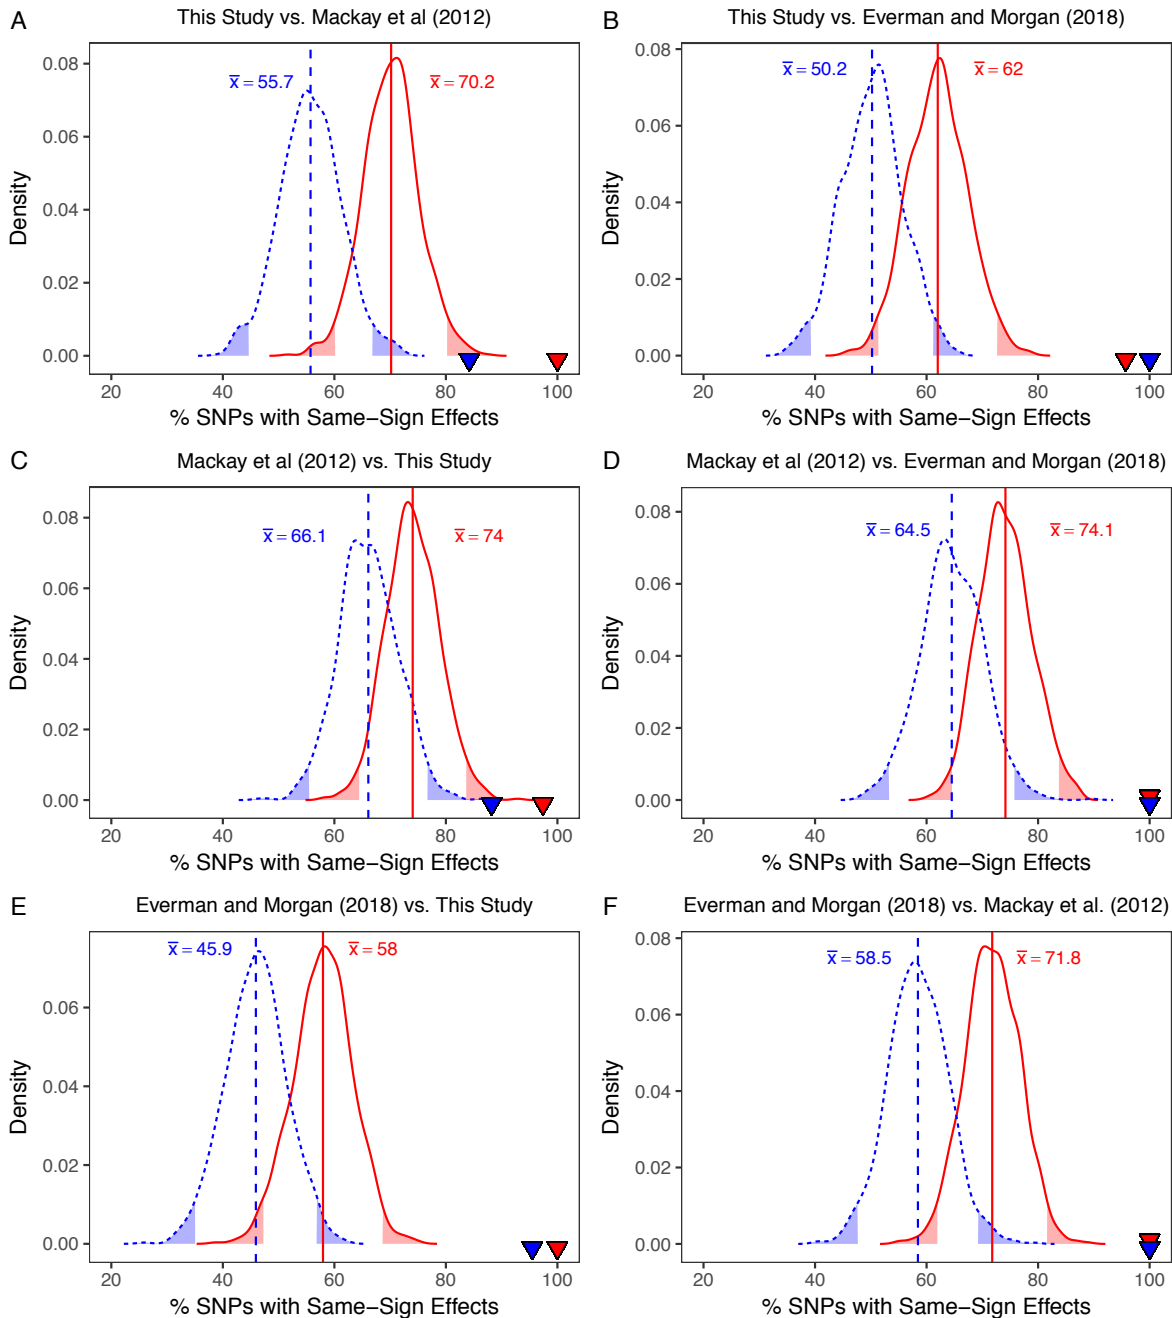 A
This Study vs. Mackay et al (2012)
x̄ = 55.7
x̄ = 70.2
0.08
0.06
0.04
0.02
0.00
Density
20 40 60 80 100
% SNPs with Same−Sign Effects
B
This Study vs. Everman and Morgan (2018)
x̄ = 50.2
x̄ = 62
0.08
0.06
0.04
0.02
0.00
Density
20 40 60 80 100
% SNPs with Same−Sign Effects
C
Mackay et al (2012) vs. This Study
x̄ = 66.1
x̄ = 74
0.08
0.06
0.04
0.02
0.00
Density
20 40 60 80 100
% SNPs with Same−Sign Effects
D
Mackay et al (2012) vs. Everman and Morgan (2018)
x̄ = 64.5
x̄ = 74.1
0.08
0.06
0.04
0.02
0.00
Density
20 40 60 80 100
% SNPs with Same−Sign Effects
E
Everman and Morgan (2018) vs. This Study
x̄ = 45.9
x̄ = 58
0.06
0.04
0.02
0.00
Density
20 40 60 80 100
% SNPs with Same−Sign Effects
F
Everman and Morgan (2018) vs. Mackay et al. (2012)
x̄ = 58.5
x̄ = 71.8
0.08
0.06
0.04
0.02
0.00
Density
20 40 60 80 100
% SNPs with Same−Sign Effects